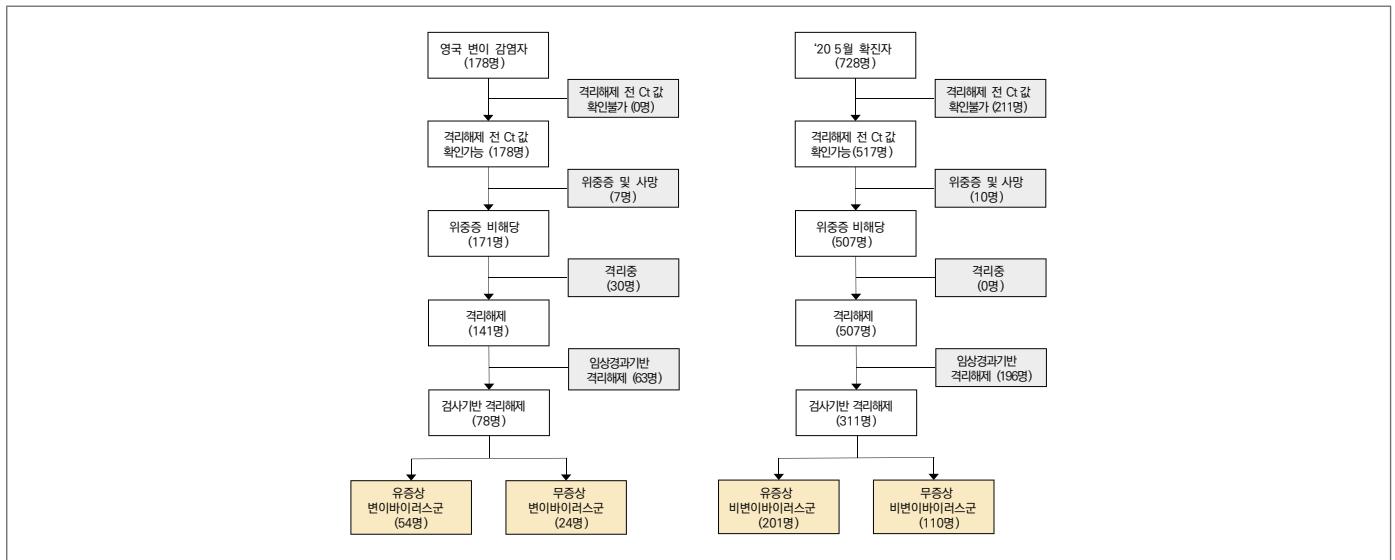 영국 변이 감염자
(178명)
격리해제 전 Ct 값
확인불가 (0명)
격리해제 전 Ct 값
확인가능 (178명)
위중증 및 사망
(7명)
위중증 비해당
(171명)
격리중
(30명)
격리해제
(141명)
임상경과기반
격리해제 (63명)
검사기반 격리해제
(78명)
유증상
변이바이러스군
(54명)
무증상
변이바이러스군
(24명)
‘20 5월 확진자
(728명)
격리해제 전 Ct 값
확인불가 (211명)
격리해제 전 Ct 값
확인가능(517명)
위중증 및 사망
(10명)
위중증 비해당
(507명)
격리중
(0명)
격리해제
(507명)
임상경과기반
격리해제 (196명)
검사기반 격리해제
(311명)
유증상
비변이바이러스군
(201명)
무증상
비변이바이러스군
(110명)